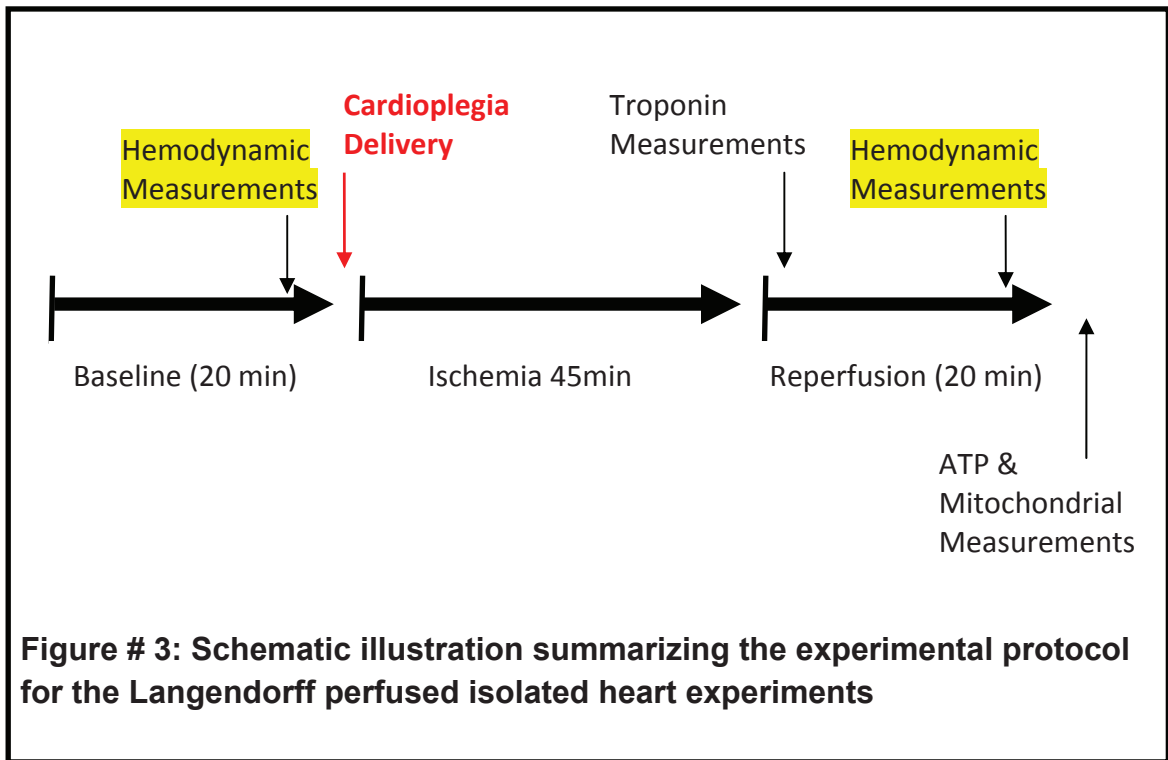 Cardioplegia
Delivery
Troponin
Measurements
Hemodynamic
Measurements
Hemodynamic
Measurements
Baseline (20 min)
Ischemia 45min
Reperfusion (20 min)
ATP &
Mitochondrial
Measurements
Figure # 3: Schematic illustration summarizing the experimental protocol
for the Langendorff perfused isolated heart experiments